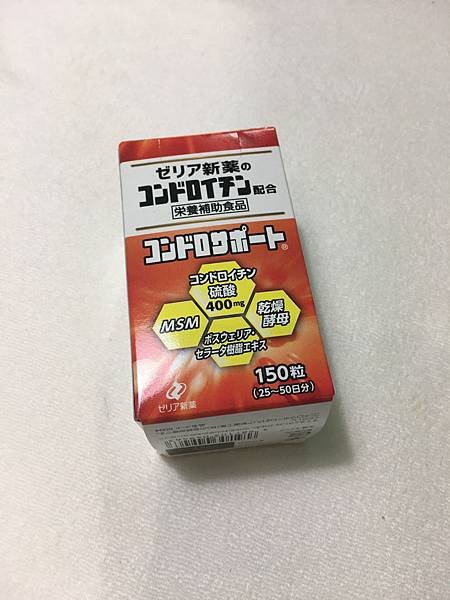 ゼリア新薬の
コンドロイチン配合
栄養補助食品
コンドロサポート®
コンドロイチン
硫酸
400mg
MSM
乾燥
酵母
ボスウェリア・
セラータ樹脂エキス
150粒
(25~50日分)
ゼリア新薬